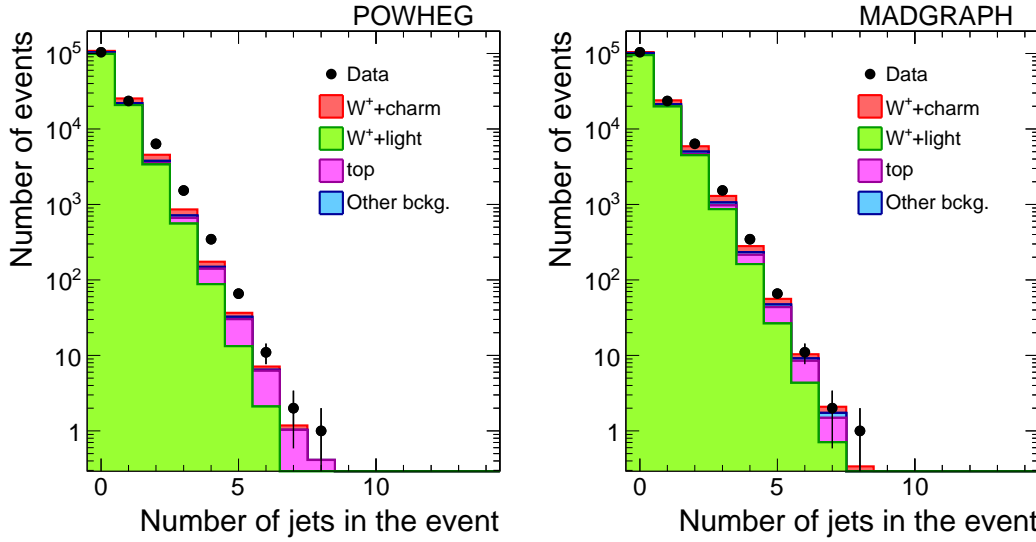 POWHEG
Number of events
10^5
10^4
10^3
10^2
10
1
Data
W^++charm
W^++light
top
Other bckg.
0 5 10
Number of jets in the event
MADGRAPH
Number of events
10^5
10^4
10^3
10^2
10
1
Data
W^++charm
W^++light
top
Other bckg.
0 5 10
Number of jets in the event